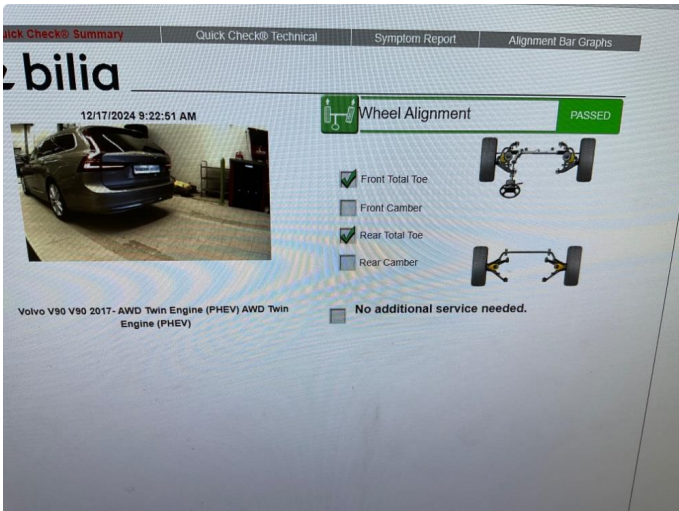 uick Check® Summary
Quick Check® Technical
Symptom Report
Alignment Bar Graphs
bilia
12/17/2024 9:22:51 AM
Wheel Alignment
PASSED
Front Total Toe
Front Camber
Rear Total Toe
Rear Camber
Volvo V90 V90 2017- AWD Twin Engine (PHEV) AWD Twin
Engine (PHEV)
No additional service needed.